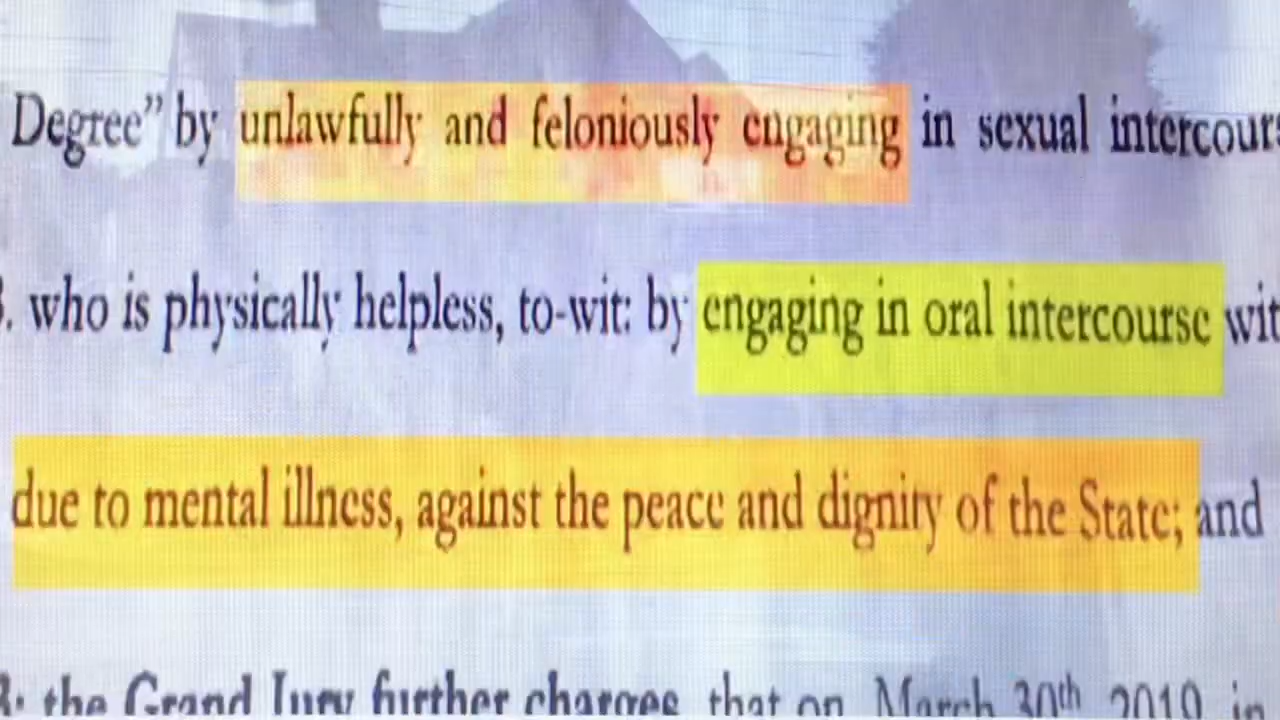 Degree” by unlawfully and feloniously engaging in sexual intercour
. who is physically helpless, to-wit: by engaging in oral intercourse wit
due to mental illness, against the peace and dignity of the State; and
the Grand Jury further charges that on March 30th 2019 in